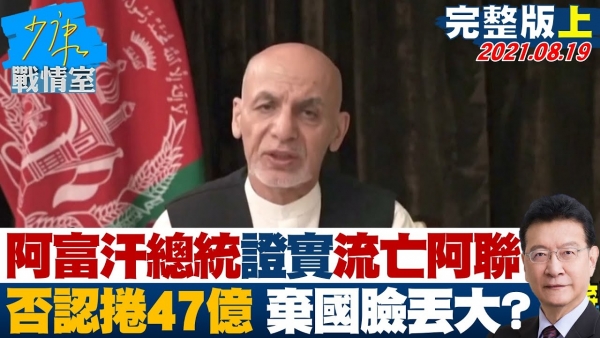 少康
戰情室
完整版上
2021.08.19
阿富汗總統證實流亡阿聯
否認捲47億 棄國臉丟大?